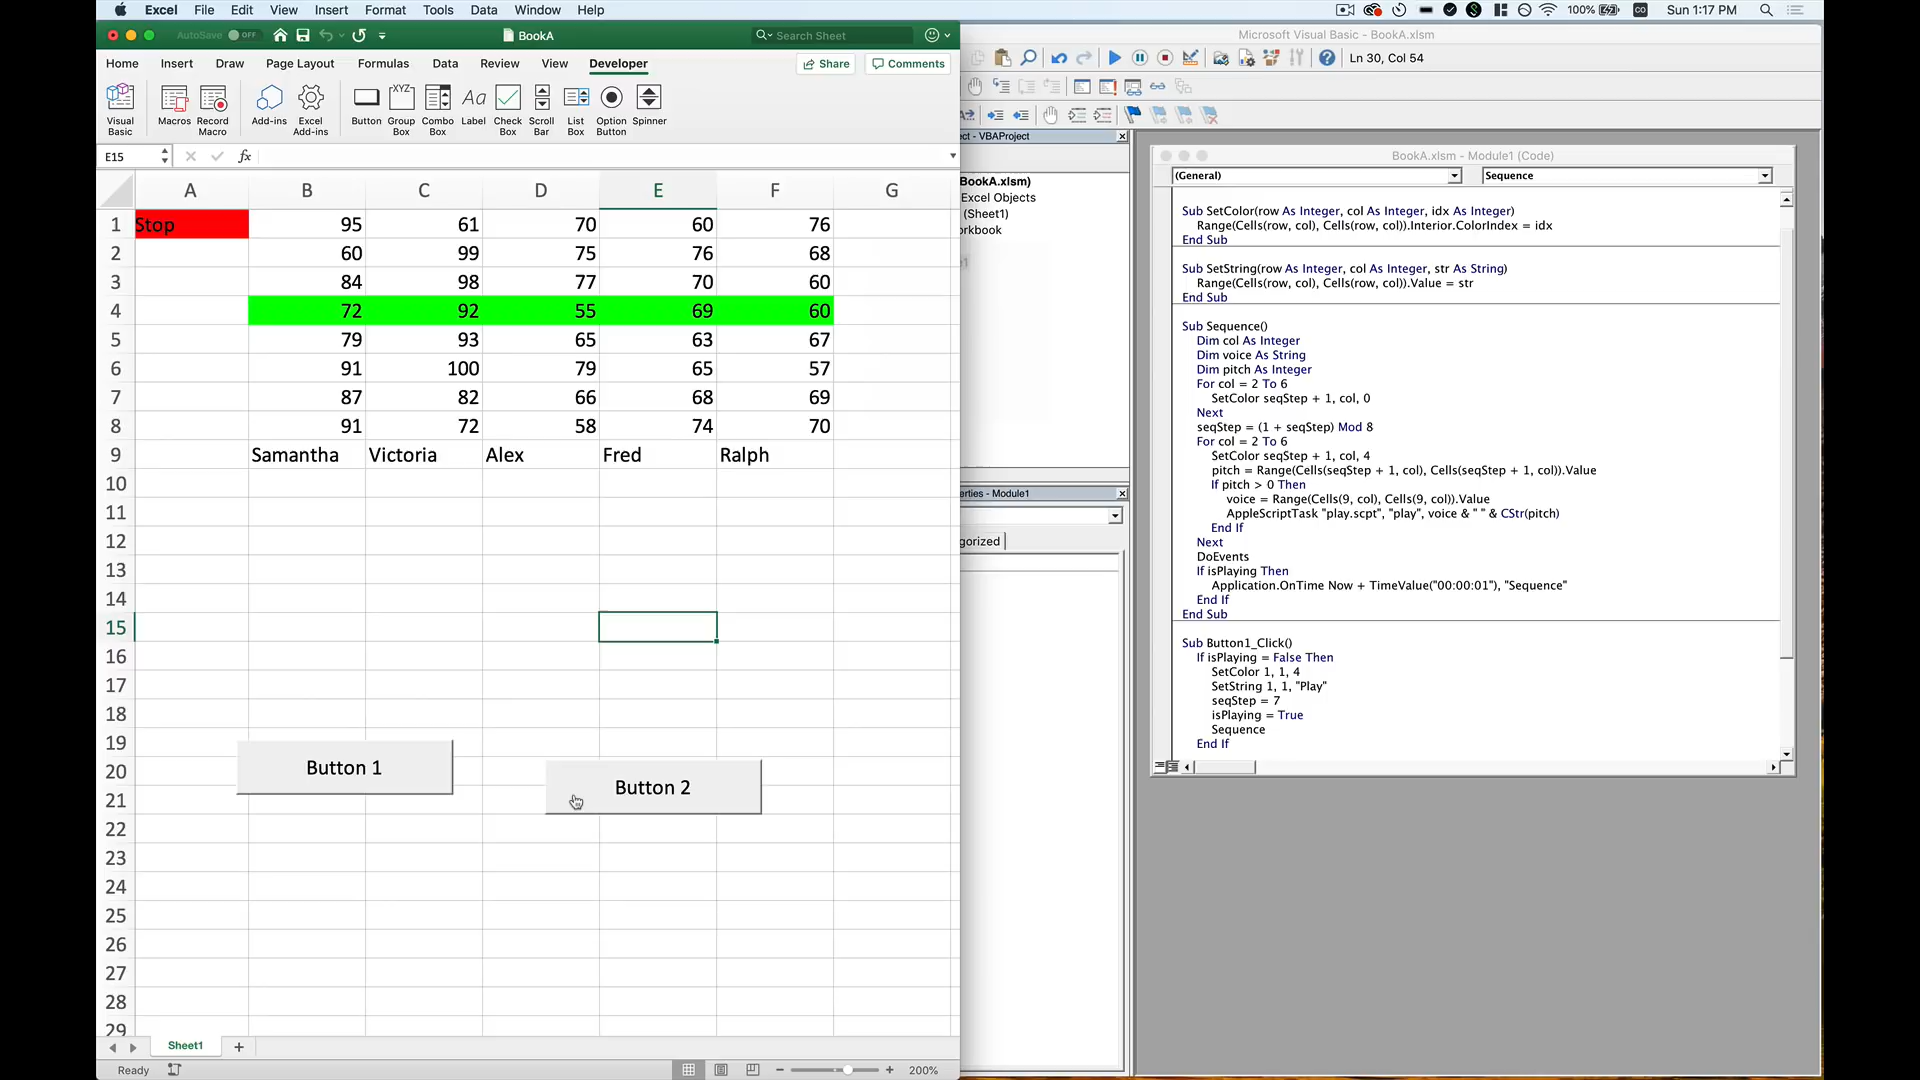 Excel File Edit View Insert Format Tools Data Window Help
100% Sun 1:17 PM
AutoSave OFF BookA Search Sheet
Home Insert Draw Page Layout Formulas Data Review View Developer Share Comments
Visual Basic Macros Record Macro Add-ins Excel Add-ins Button Group Box Combo Box Label Check Box Scroll Bar List Box Option Button Spinner
XYZ Aa
E15 fx
A B C D E F G
1 Stop 95 61 70 60 76
2 60 99 75 76 68
3 84 98 77 70 60
4 72 92 55 69 60
5 79 93 65 63 67
6 91 100 79 65 57
7 87 82 66 68 69
8 91 72 58 74 70
9 Samantha Victoria Alex Fred Ralph
10
11
12
13
14
15
16
17
18
19
20
21
22
23
24
25
26
27
28
29
Button 1
Button 2
Sheet1 +
Ready 200%
Microsoft Visual Basic - BookA.xlsm
Ln 30, Col 54
ect - VBAProject
BookA.xlsm)
Excel Objects
(Sheet1)
orkbook
erties - Module1
gorized
BookA.xlsm - Module1 (Code)
(General) Sequence
Sub SetColor(row As Integer, col As Integer, idx As Integer)
Range(Cells(row, col), Cells(row, col)).Interior.ColorIndex = idx
End Sub
Sub SetString(row As Integer, col As Integer, str As String)
Range(Cells(row, col), Cells(row, col)).Value = str
End Sub
Sub Sequence()
Dim col As Integer
Dim voice As String
Dim pitch As Integer
For col = 2 To 6
SetColor seqStep + 1, col, 0
Next
seqStep = (1 + seqStep) Mod 8
For col = 2 To 6
SetColor seqStep + 1, col, 4
pitch = Range(Cells(seqStep + 1, col), Cells(seqStep + 1, col)).Value
If pitch > 0 Then
voice = Range(Cells(9, col), Cells(9, col)).Value
AppleScriptTask "play.scpt", "play", voice & " " & CStr(pitch)
End If
Next
DoEvents
If isPlaying Then
Application.OnTime Now + TimeValue("00:00:01"), "Sequence"
End If
End Sub
Sub Button1_Click()
If isPlaying = False Then
SetColor 1, 1, 4
SetString 1, 1, "Play"
seqStep = 7
isPlaying = True
Sequence
End If